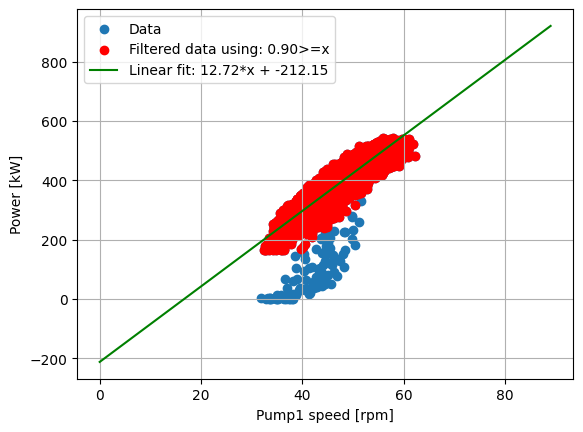 Data
Filtered data using: 0.90>=x
Linear fit: 12.72*x + -212.15
800
600
400
200
0
−200
Power [kW]
0 20 40 60 80
Pump1 speed [rpm]